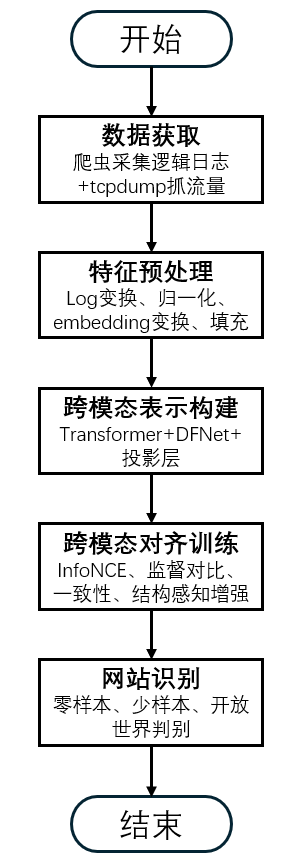 开始
数据获取
爬虫采集逻辑日志
+tcpdump抓流量
特征预处理
Log变换、归一化、
embedding变换、填充
跨模态表示构建
Transformer+DFNet+
投影层
跨模态对齐训练
InfoNCE、监督对比、
一致性、结构感知增强
网站识别
零样本、少样本、开放
世界判别
结束